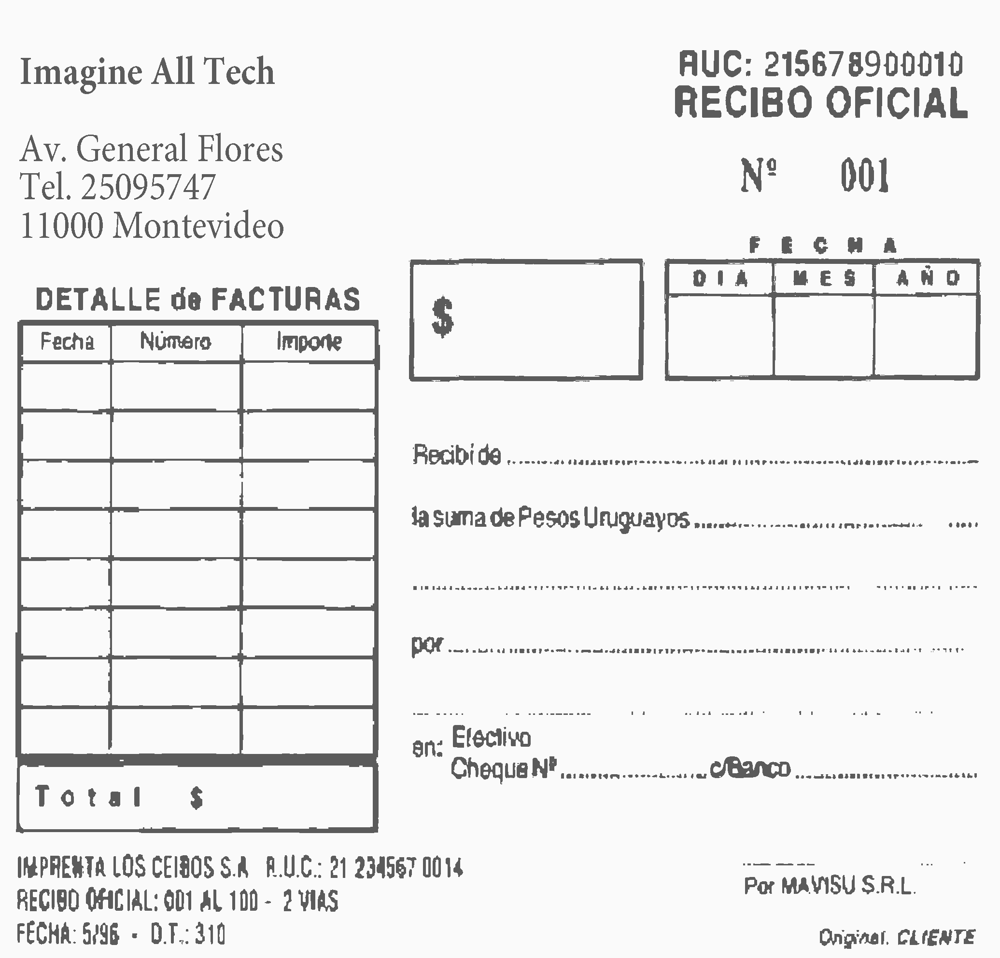 Imagine All Tech
Av. General Flores
Tel. 25095747
11000 Montevideo
RUC: 215678900010
RECIBO OFICIAL
Nº 001
FECHA
DIA MES AÑO
$
DETALLE de FACTURAS
Fecha Número Importe
Total $
Recibí de
la suma de Pesos Uruguayos
por
en: Efectivo
Cheque Nº c/Banco
IMPRENTA LOS CEIBOS S.A R.U.C.: 21 234567 0014
RECIBO OFICIAL: 001 AL 100 - 2 VIAS
FECHA: 5/96 - D.T.: 310
Por MAVISU S.R.L.
Original. CLIENTE